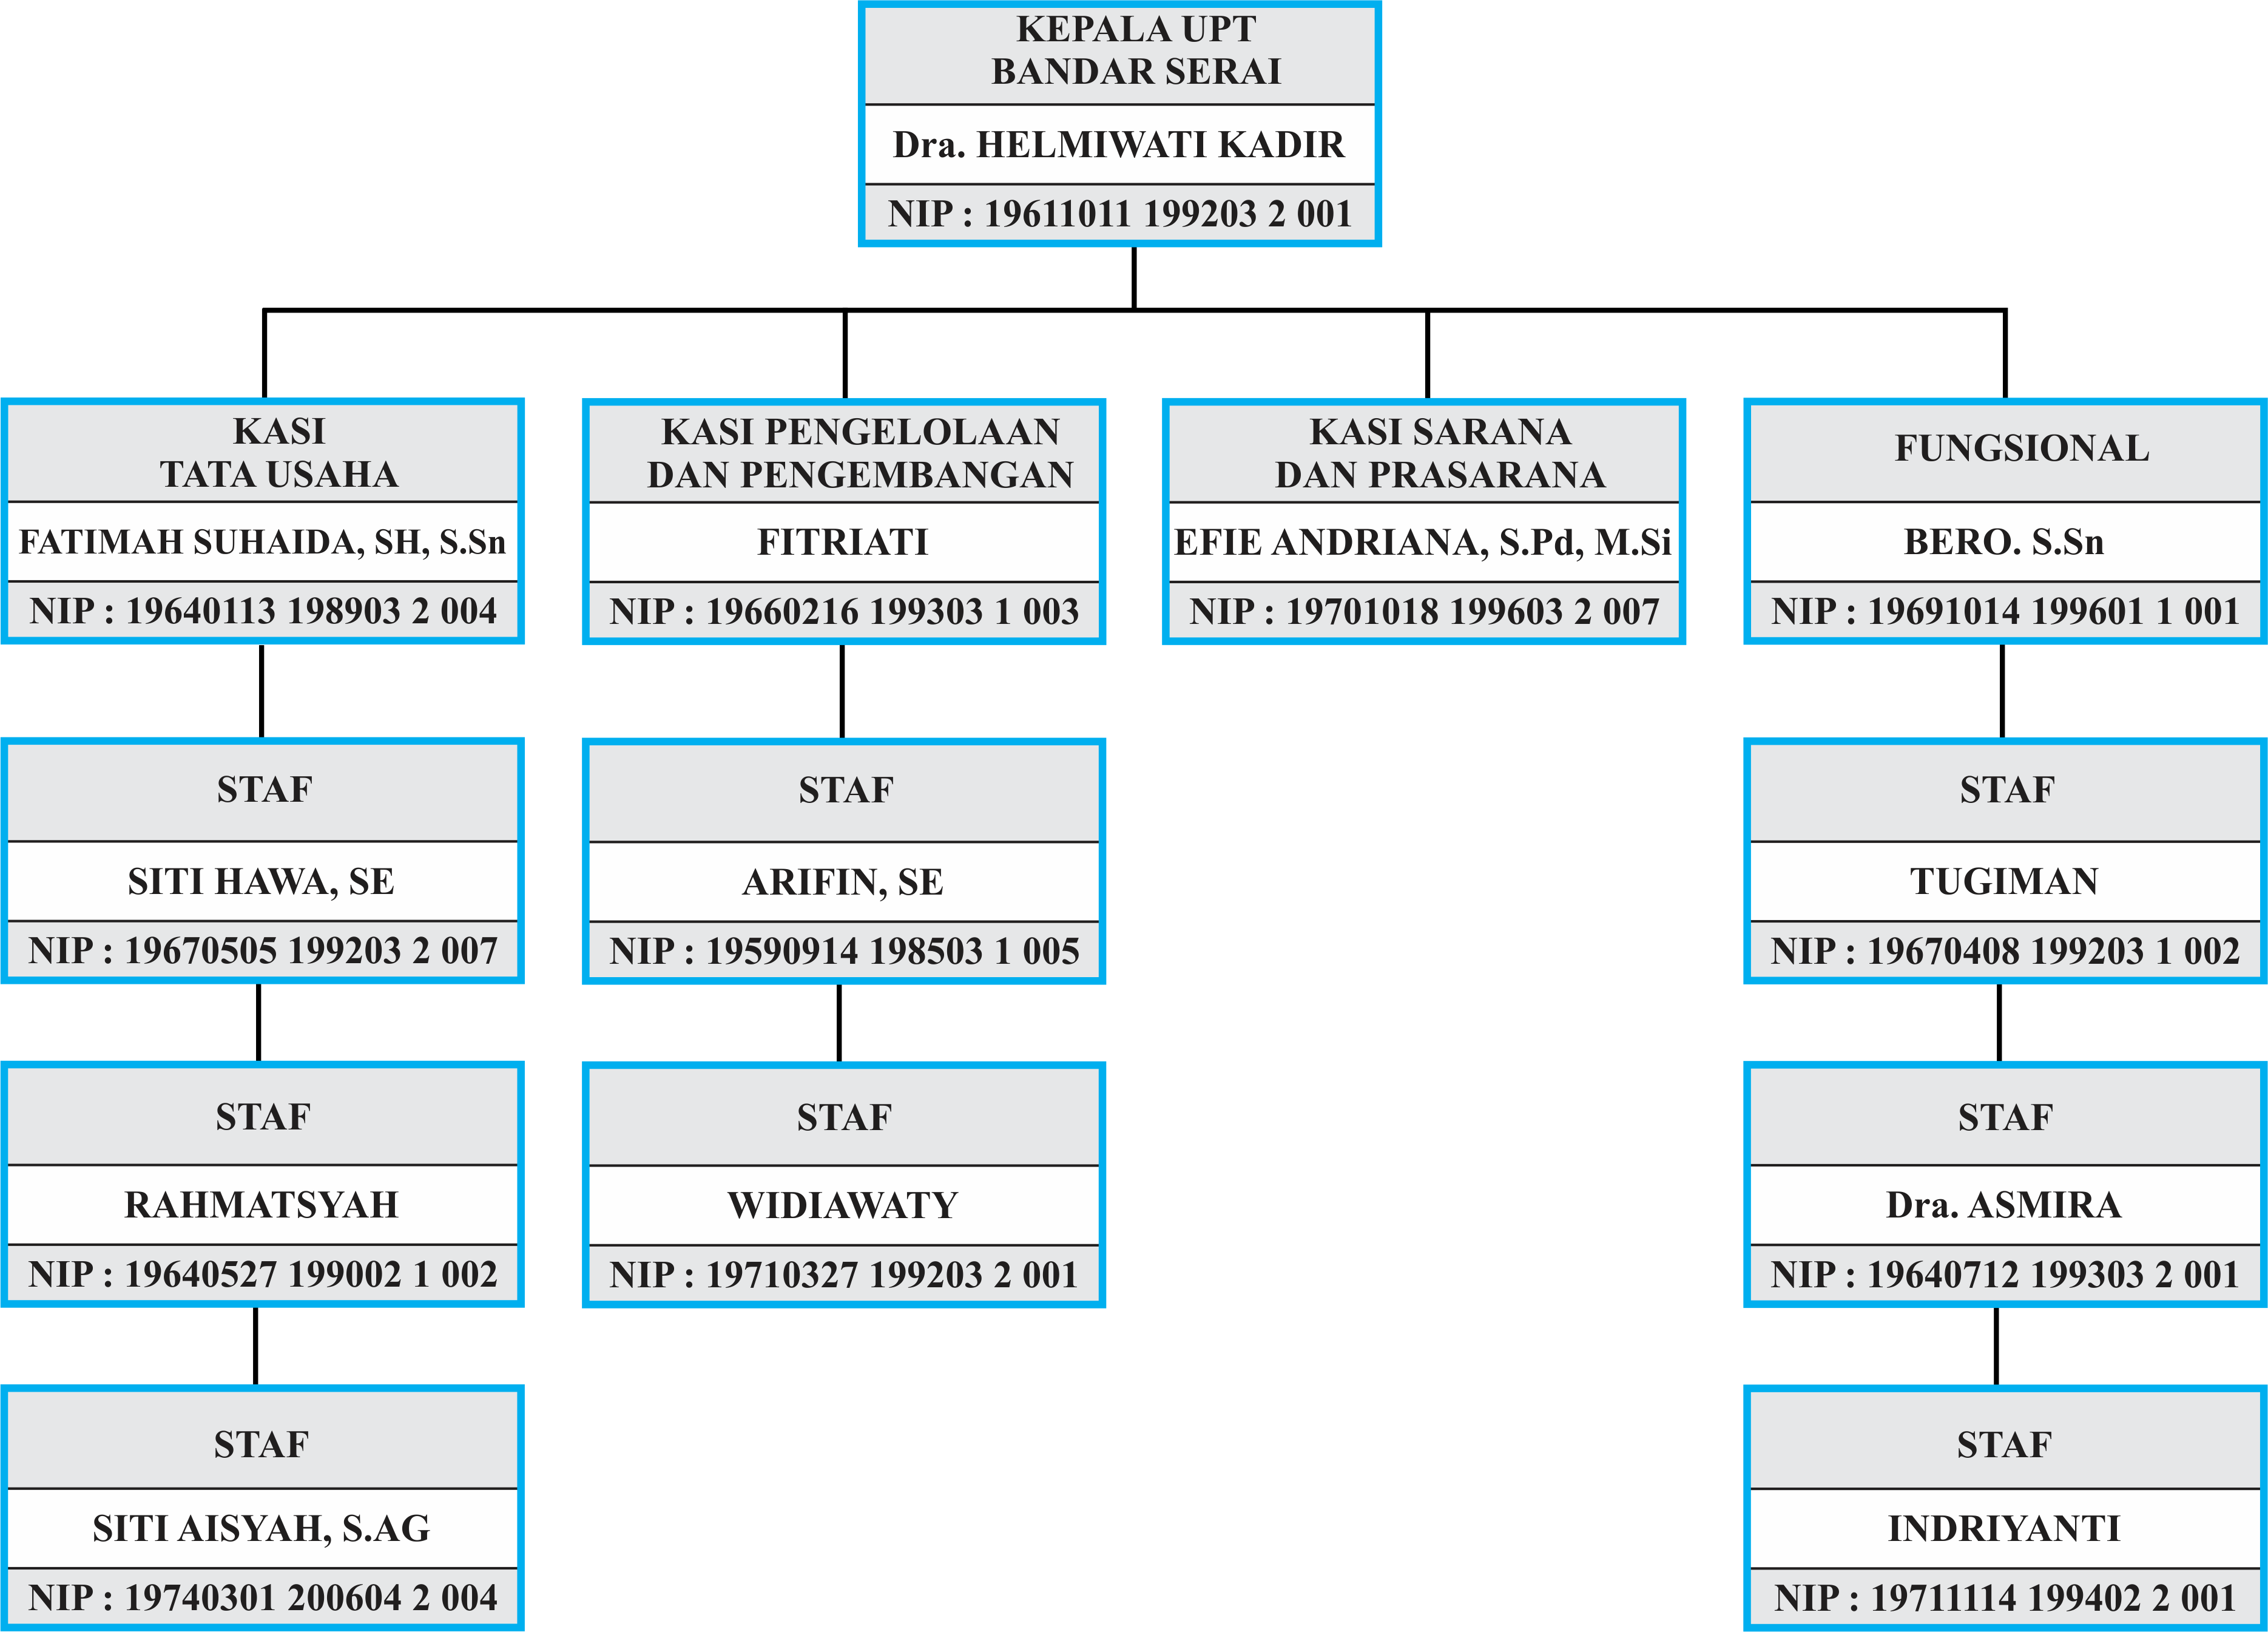 KEPALA UPT
BANDAR SERAI
Dra. HELMIWATI KADIR
NIP : 19611011 199203 2 001
KASI
TATA USAHA
FATIMAH SUHAIDA, SH, S.Sn
NIP : 19640113 198903 2 004
KASI PENGELOLAAN
DAN PENGEMBANGAN
FITRIATI
NIP : 19660216 199303 1 003
KASI SARANA
DAN PRASARANA
EFIE ANDRIANA, S.Pd, M.Si
NIP : 19701018 199603 2 007
FUNGSIONAL
BERO. S.Sn
NIP : 19691014 199601 1 001
STAF
SITI HAWA, SE
NIP : 19670505 199203 2 007
STAF
ARIFIN, SE
NIP : 19590914 198503 1 005
STAF
TUGIMAN
NIP : 19670408 199203 1 002
STAF
RAHMATSYAH
NIP : 19640527 199002 1 002
STAF
WIDIAWATY
NIP : 19710327 199203 2 001
STAF
Dra. ASMIRA
NIP : 19640712 199303 2 001
STAF
SITI AISYAH, S.AG
NIP : 19740301 200604 2 004
STAF
INDRIYANTI
NIP : 19711114 199402 2 001